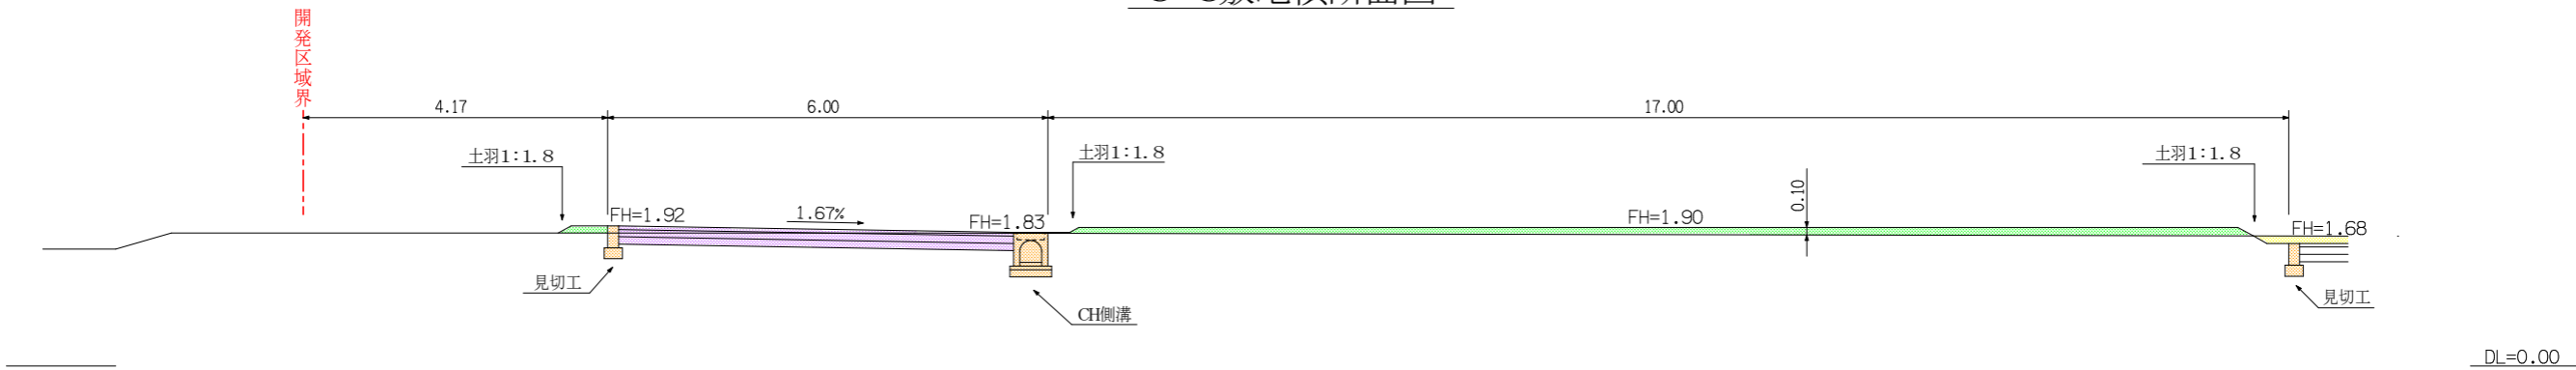 開発区域界
4.17
6.00
17.00
土羽1:1.8
土羽1:1.8
土羽1:1.8
0.10
FH=1.92
1.67%
FH=1.83
FH=1.90
FH=1.68
見切工
CH側溝
見切工
DL=0.00